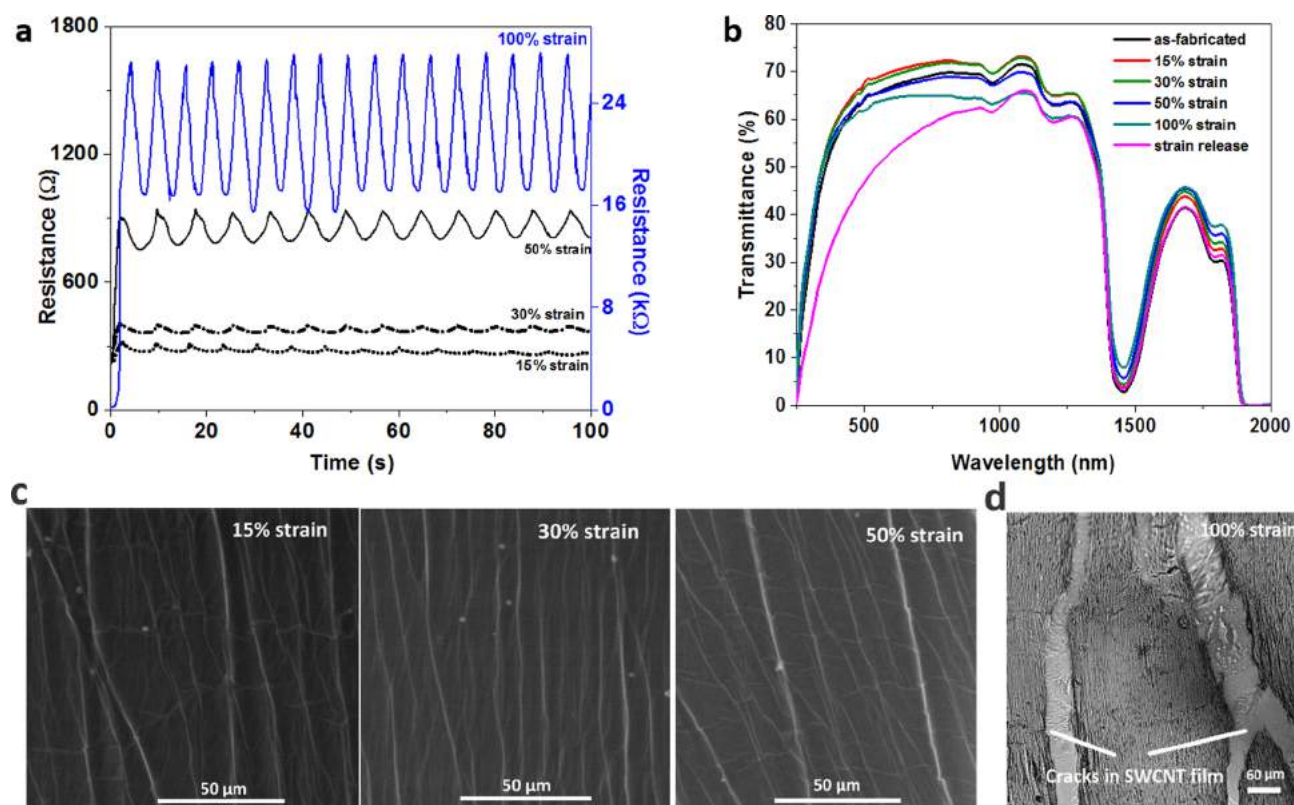 a
1800
1200
600
0
Resistance (Ω)
0 20 40 60 80 100
Time (s)
24
16
8
0
Resistance (kΩ)
100% strain
50% strain
30% strain
15% strain
b
80
70
60
50
40
30
20
10
0
Transmittance (%)
500 1000 1500 2000
Wavelength (nm)
as-fabricated
15% strain
30% strain
50% strain
100% strain
strain release
c
15% strain
50 µm
30% strain
50 µm
50% strain
50 µm
d
100% strain
Cracks in SWCNT film
60 µm